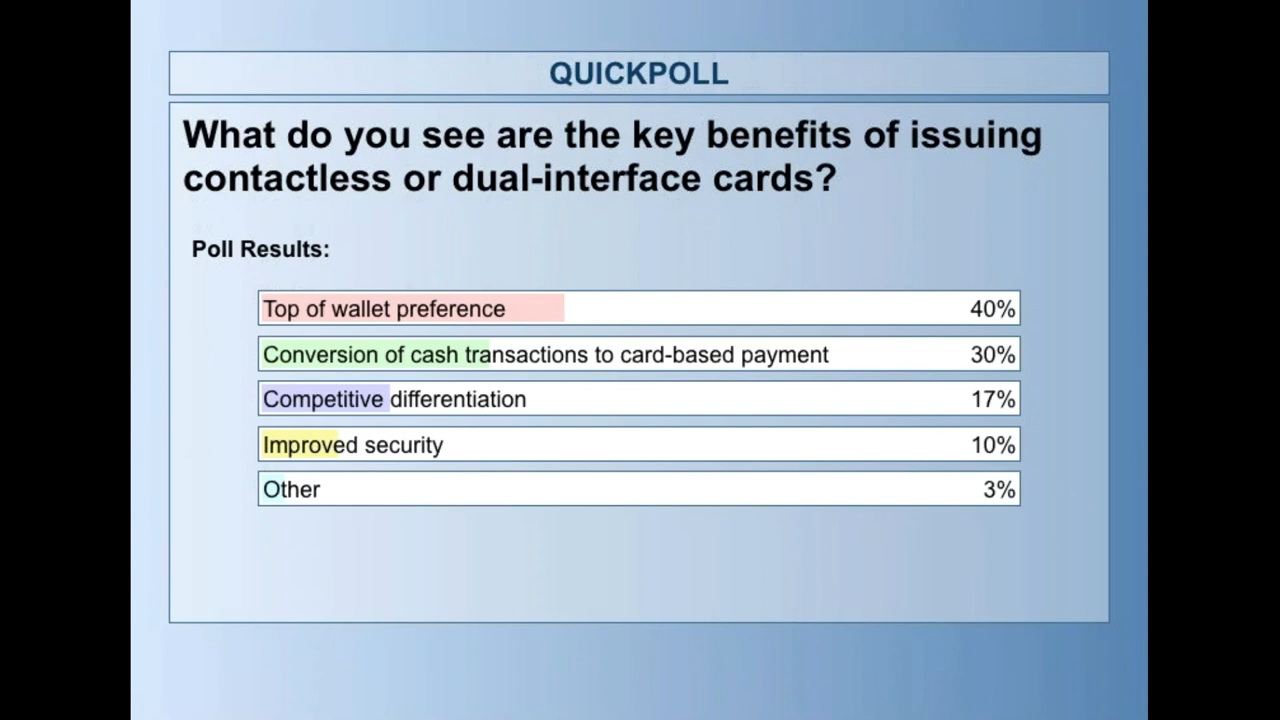 QUICKPOLL
What do you see are the key benefits of issuing
contactless or dual-interface cards?
Poll Results:
Top of wallet preference 40%
Conversion of cash transactions to card-based payment 30%
Competitive differentiation 17%
Improved security 10%
Other 3%